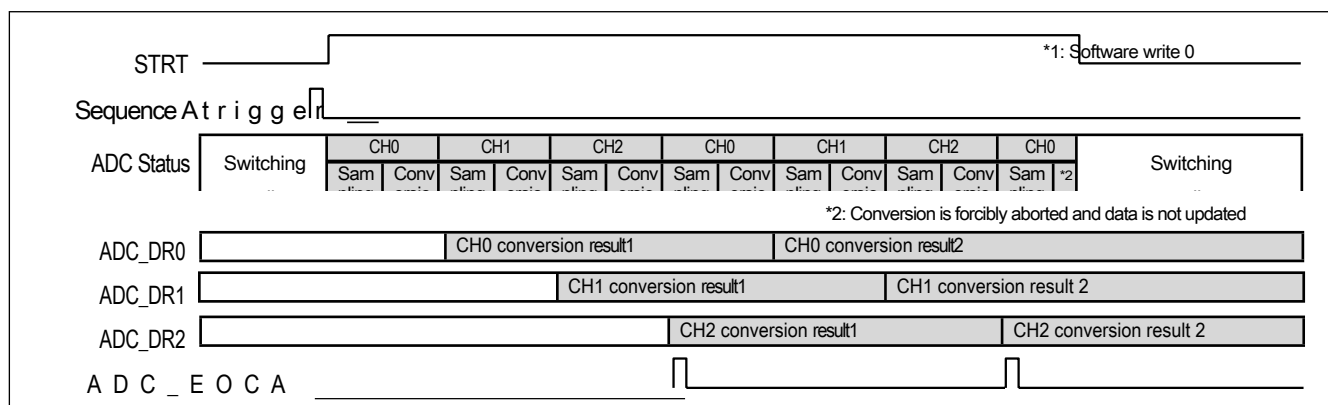 STRT
*1: Software write 0
Sequence A t r i g g e r
ADC Status
Switching
CH0 CH1 CH2 CH0 CH1 CH2 CH0
Switching
Sam Conv Sam Conv Sam Conv Sam Conv Sam Conv Sam Conv Sam *2
*2: Conversion is forcibly aborted and data is not updated
ADC_DR0
CH0 conversion result1
CH0 conversion result2
ADC_DR1
CH1 conversion result1
CH1 conversion result 2
ADC_DR2
CH2 conversion result1
CH2 conversion result 2
A D C _ E O C A